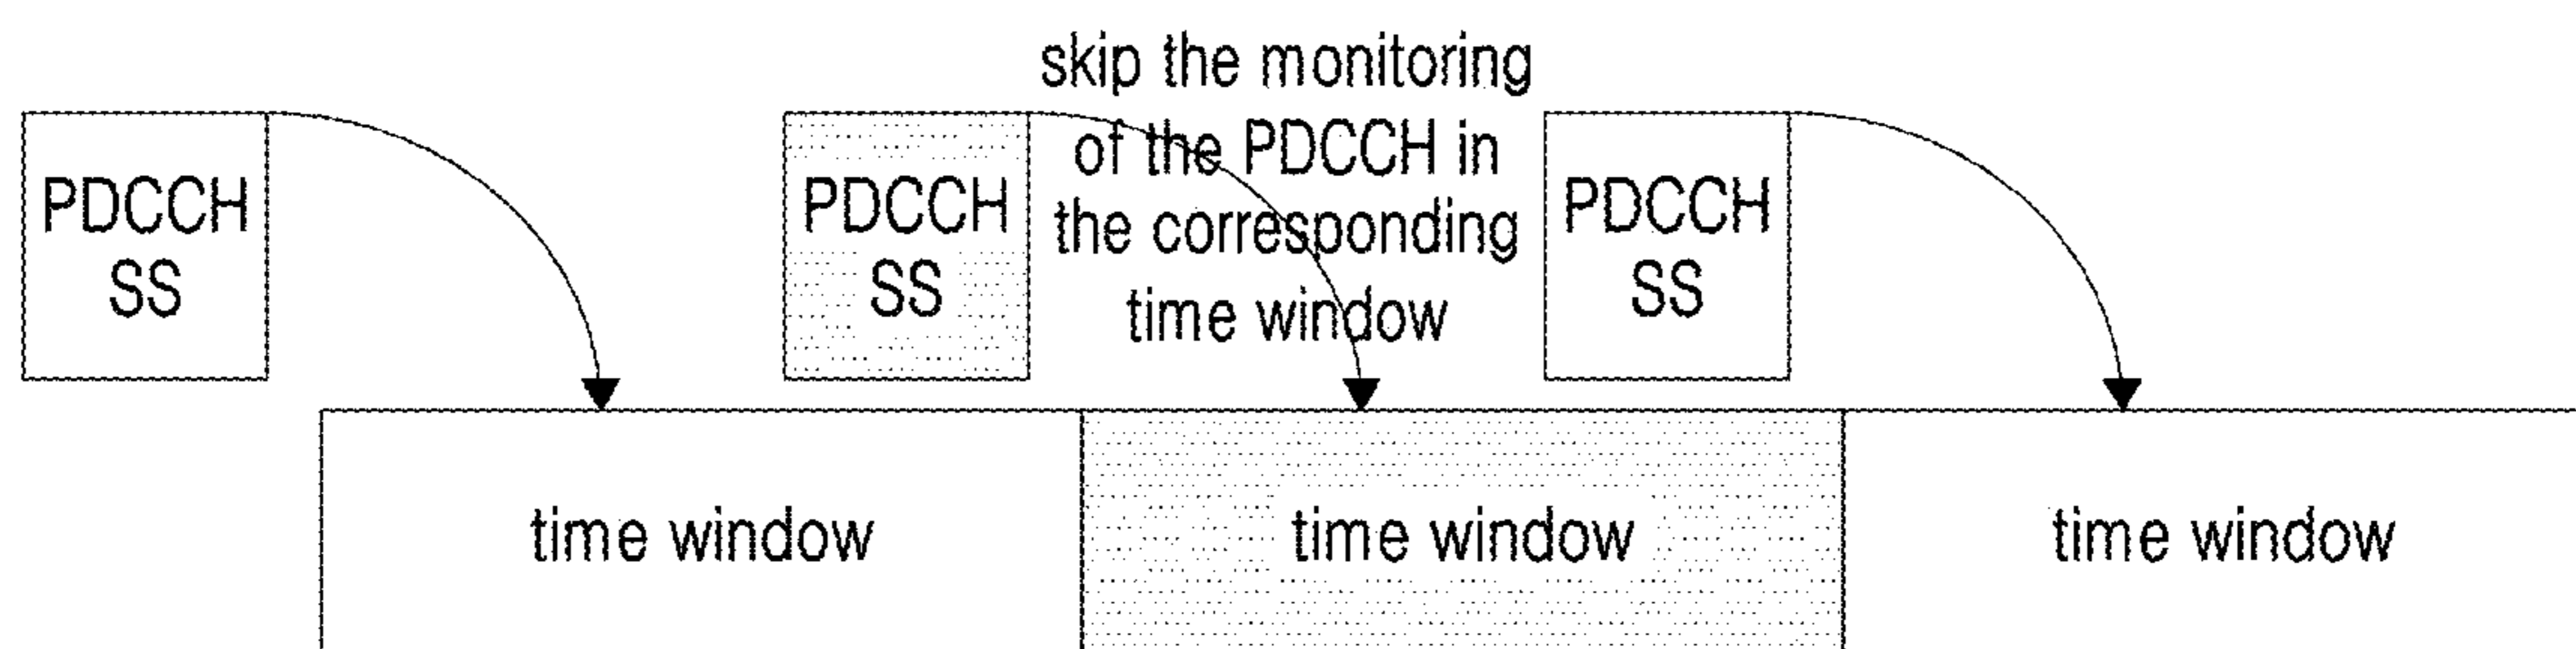 PDCCH
SS
PDCCH
SS
skip the monitoring
of the PDCCH in
the corresponding
time window
PDCCH
SS
time window
time window
time window